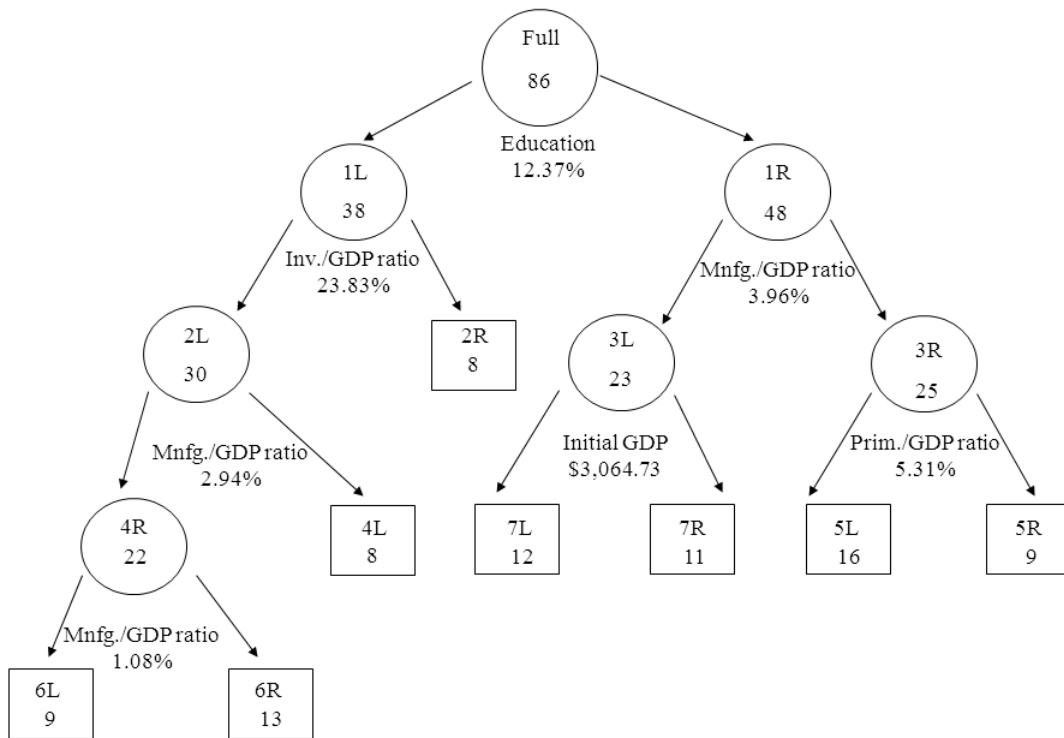 Full
86
Education
12.37%
1L
38
1R
48
Inv./GDP ratio
23.83%
Mnfg./GDP ratio
3.96%
2L
30
2R
8
3L
23
3R
25
Mnfg./GDP ratio
2.94%
Initial GDP
$3,064.73
Prim./GDP ratio
5.31%
4R
22
4L
8
7L
12
7R
11
5L
16
5R
9
Mnfg./GDP ratio
1.08%
6L
9
6R
13